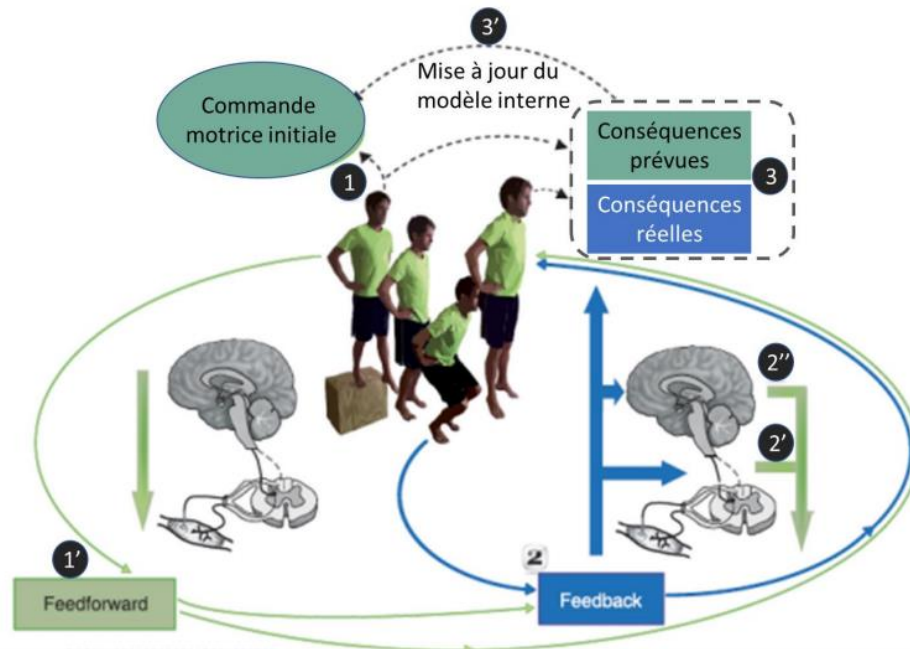 3’
Mise à jour du
modèle interne
Commande
motrice initiale
1
Conséquences
prévues
3
Conséquences
réelles
2’’
2’
1’
2
Feedforward
Feedback